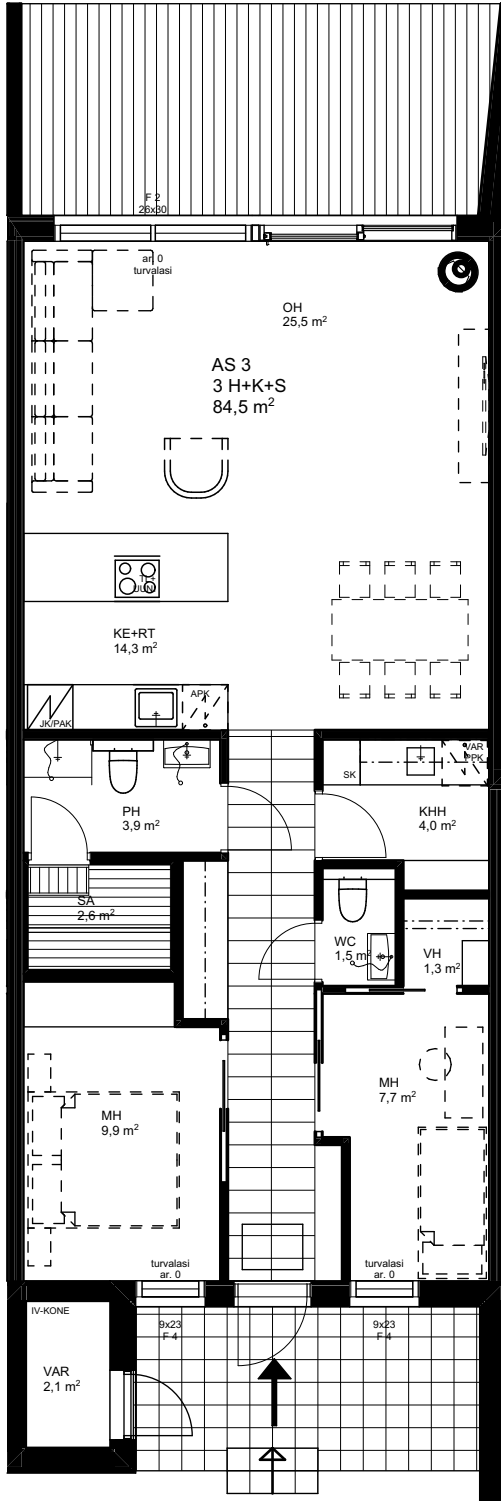 F 2
26x30
ar. 0
turvalasi
OH
25,5 m²
AS 3
3 H+K+S
84,5 m²
KE+RT
14,3 m²
APK
JK/PAK
VAR
PPK
SK
PH
3,9 m²
KHH
4,0 m²
SA
2,6 m²
WC
1,5 m²
VH
1,3 m²
MH
9,9 m²
MH
7,7 m²
turvalasi
ar. 0
turvalasi
ar. 0
IV-KONE
9x23
F 4
9x23
F 4
VAR
2,1 m²